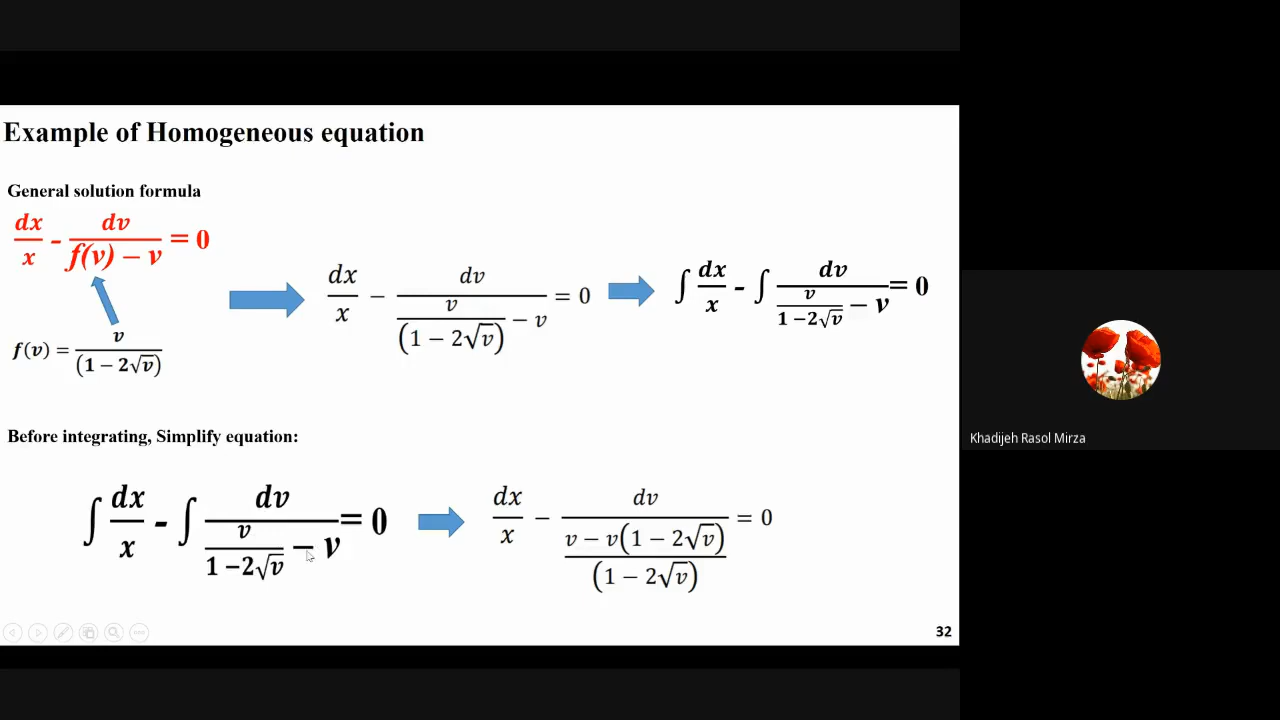 Example of Homogeneous equation
General solution formula
dx/x - dv/(f(v) − v) = 0
f(v) = v/(1 − 2√v)
dx/x − dv/(v/(1 − 2√v) − v) = 0
∫ dx/x - ∫ dv/(v/(1 −2√v) − v) = 0
Before integrating, Simplify equation:
∫ dx/x - ∫ dv/(v/(1 −2√v) − v) = 0
dx/x − dv/((v − v(1 − 2√v))/(1 − 2√v)) = 0
32
Khadijeh Rasol Mirza